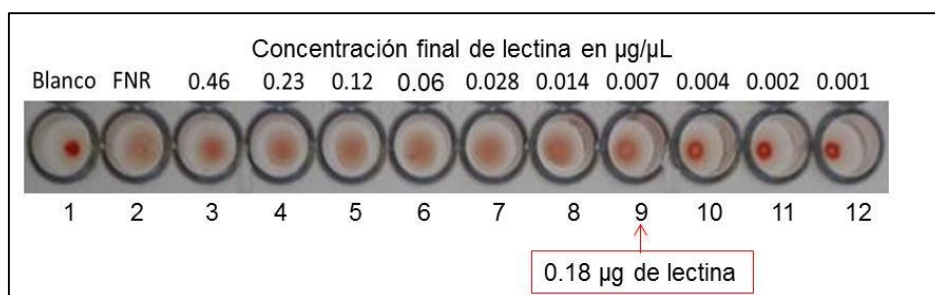 Concentración final de lectina en µg/µL
Blanco FNR 0.46 0.23 0.12 0.06 0.028 0.014 0.007 0.004 0.002 0.001
1 2 3 4 5 6 7 8 9 10 11 12
0.18 µg de lectina